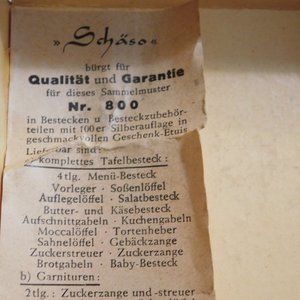 » Schäso «
bürgt für
Qualität und Garantie
für dieses Sammelmuster
Nr. 800
in Bestecken u Besteckzubehör-
teilen mit 100er Silberauflage in
geschmackvollen Geschenk-Etuis
Lieferbar sind:
a) komplettes Tafelbesteck:
4tlg. Menü-Besteck
Vorleger · Soßenlöffel
Auflegelöffel · Salatbesteck
Butter- und Käsebesteck
Aufschnittgabeln · Kuchengabeln
Moccalöffel · Tortenheber
Sahnelöffel · Gebäckzange
Zuckerstreuer · Zuckerzange
Brotgabeln · Baby-Besteck
b) Garnituren:
2tlg.: Zuckerzange und -streuer